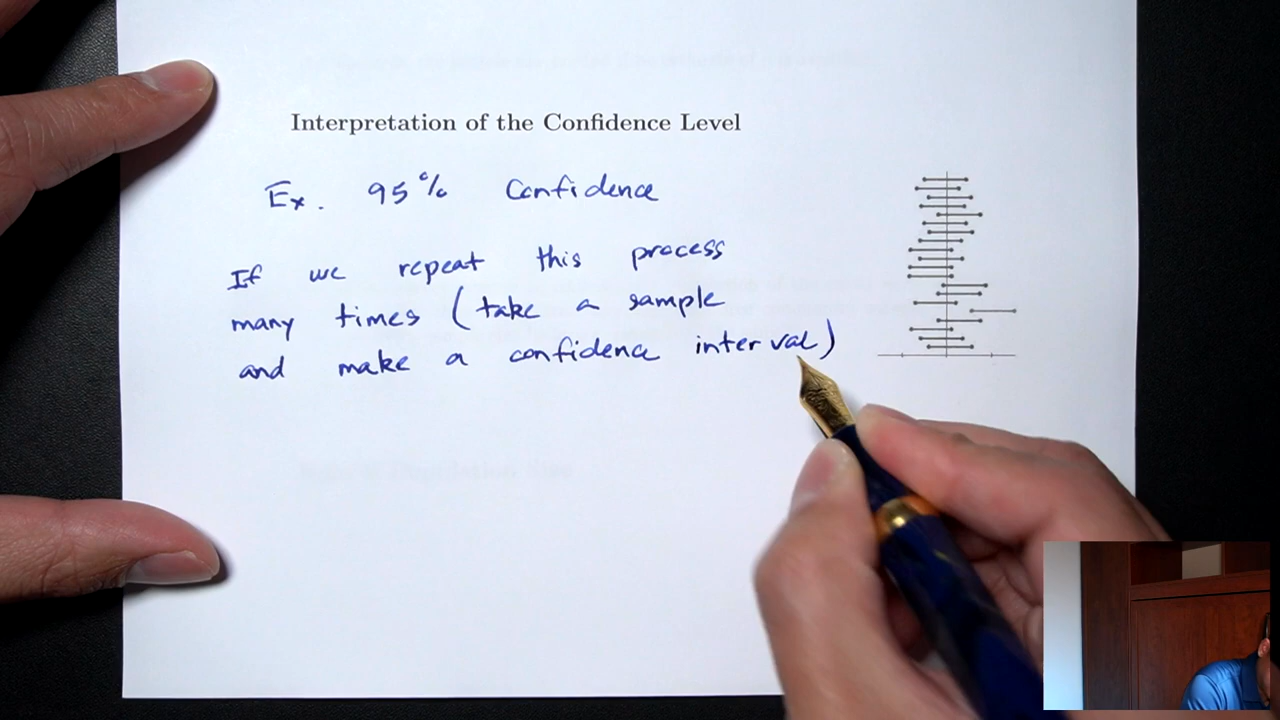 Interpretation of the Confidence Level
Ex. 95% Confidence
If we repeat this process
many times (take a sample
and make a confidence interval)